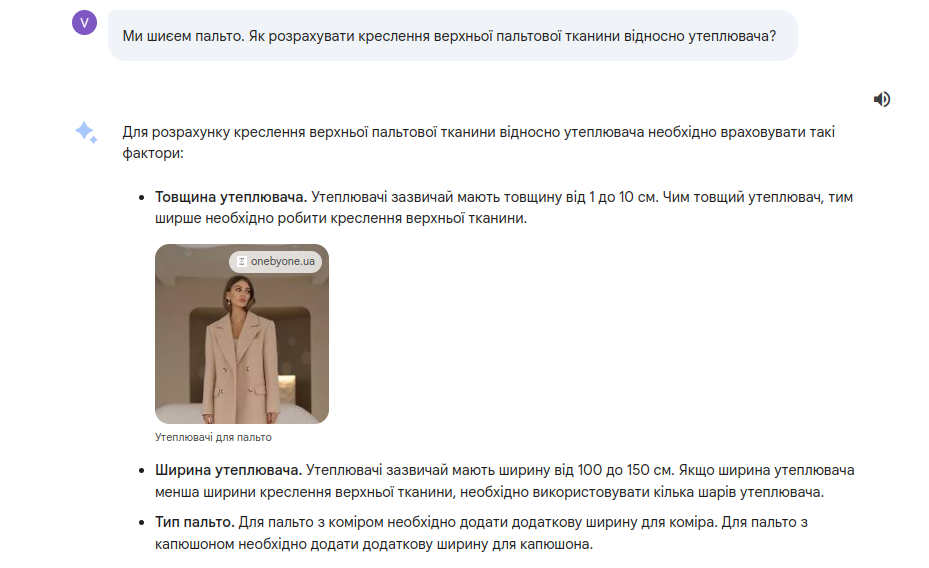 V
Ми шиєем пальто. Як розрахувати креслення верхньої пальтової тканини відносно утеплювача?
Для розрахунку креслення верхньої пальтової тканини відносно утеплювача необхідно враховувати такі
фактори:
• Товщина утеплювача. Утеплювачі зазвичай мають товщину від 1 до 10 см. Чим товщий утеплювач, тим
ширше необхідно робити креслення верхньої тканини.
onebyone.ua
Утеплювачі для пальто
• Ширина утеплювача. Утеплювачі зазвичай мають ширину від 100 до 150 см. Якщо ширина утеплювача
менша ширини креслення верхньої тканини, необхідно використовувати кілька шарів утеплювача.
• Тип пальто. Для пальто з коміром необхідно додати додаткову ширину для коміра. Для пальто з
капюшоном необхідно додати додаткову ширину для капюшона.